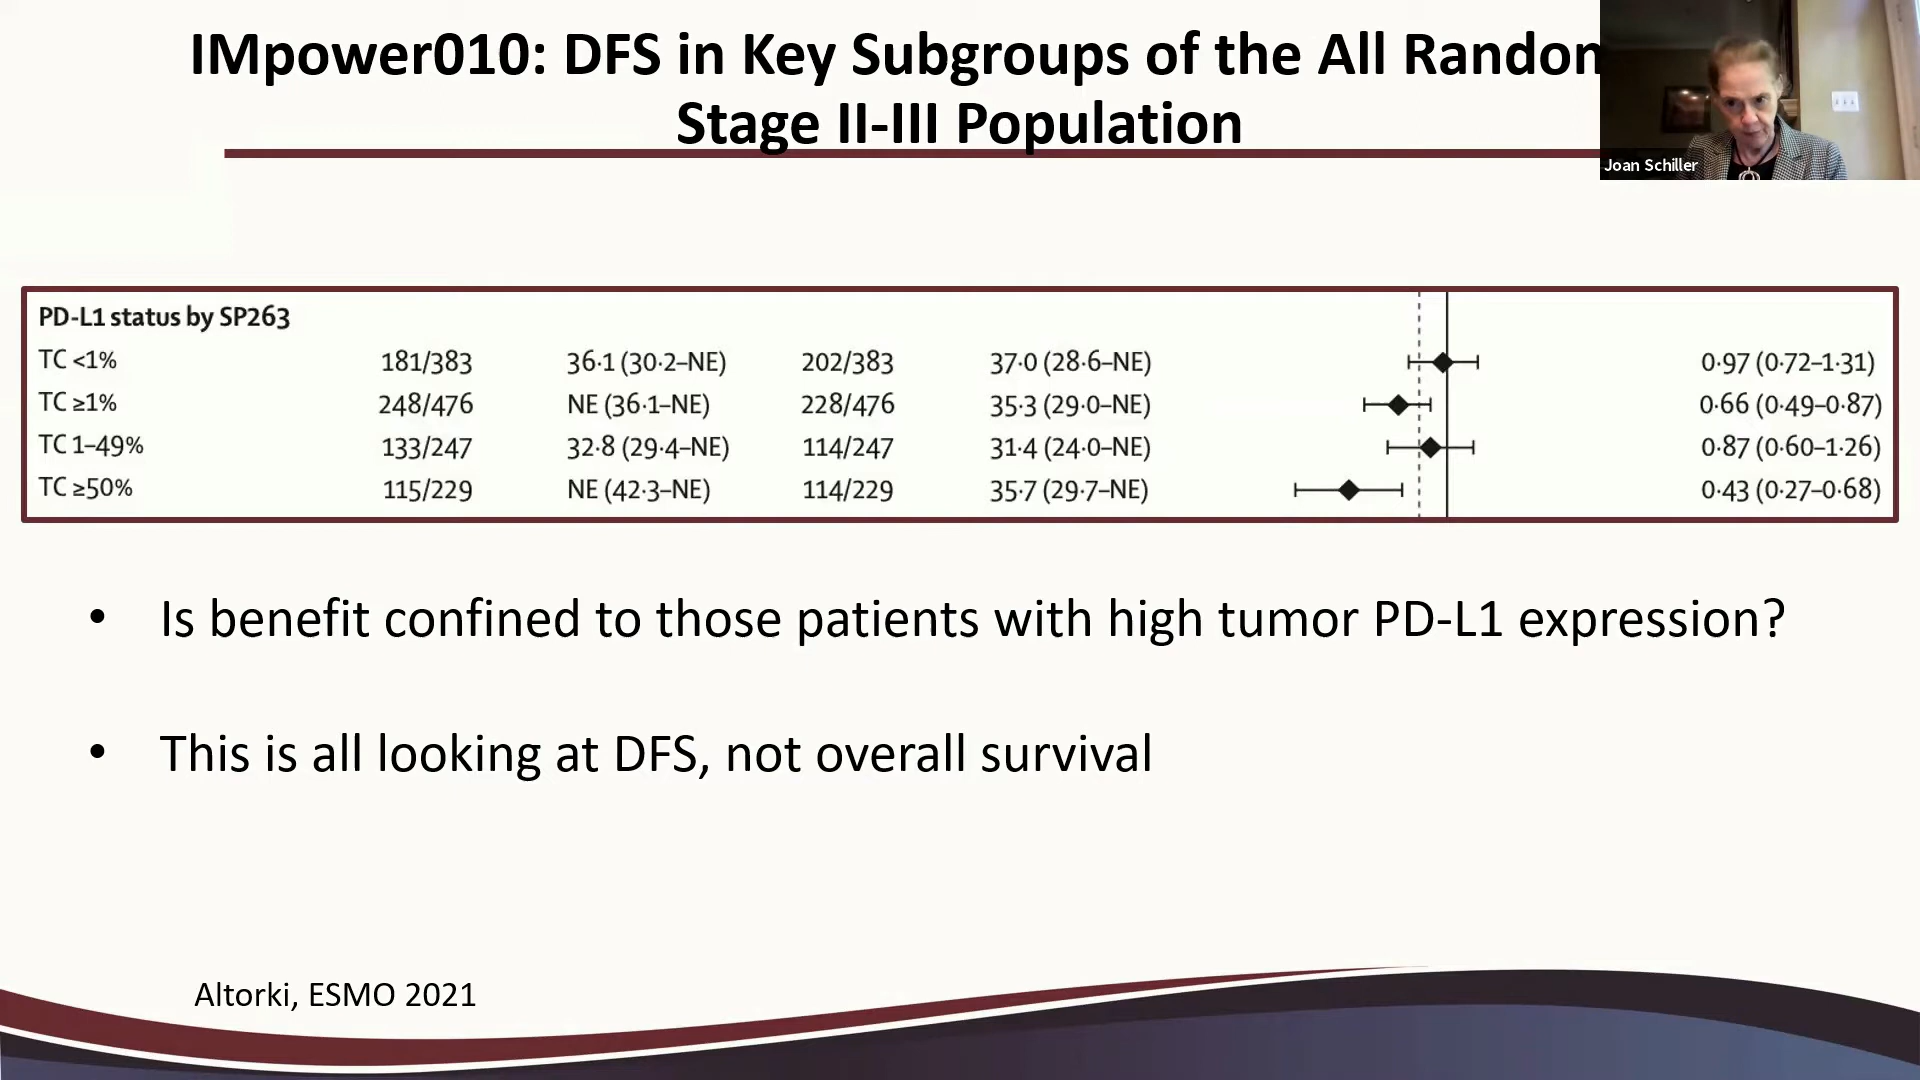 IMpower010: DFS in Key Subgroups of the All Random
Stage II-III Population
Joan Schiller
PD-L1 status by SP263
TC <1% 181/383 36·1 (30·2–NE) 202/383 37·0 (28·6–NE) 0·97 (0·72–1·31)
TC ≥1% 248/476 NE (36·1–NE) 228/476 35·3 (29·0–NE) 0·66 (0·49–0·87)
TC 1–49% 133/247 32·8 (29·4–NE) 114/247 31·4 (24·0–NE) 0·87 (0·60–1·26)
TC ≥50% 115/229 NE (42·3–NE) 114/229 35·7 (29·7–NE) 0·43 (0·27–0·68)
• Is benefit confined to those patients with high tumor PD-L1 expression?
• This is all looking at DFS, not overall survival
Altorki, ESMO 2021